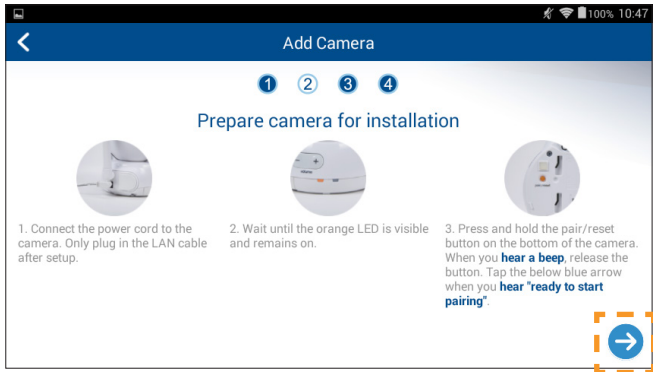 100% 10:47
Add Camera
1 2 3 4
Prepare camera for installation
1. Connect the power cord to the
camera. Only plug in the LAN cable
after setup.
2. Wait until the orange LED is visible
and remains on.
3. Press and hold the pair/reset
button on the bottom of the camera.
When you hear a beep, release the
button. Tap the below blue arrow
when you hear "ready to start
pairing".